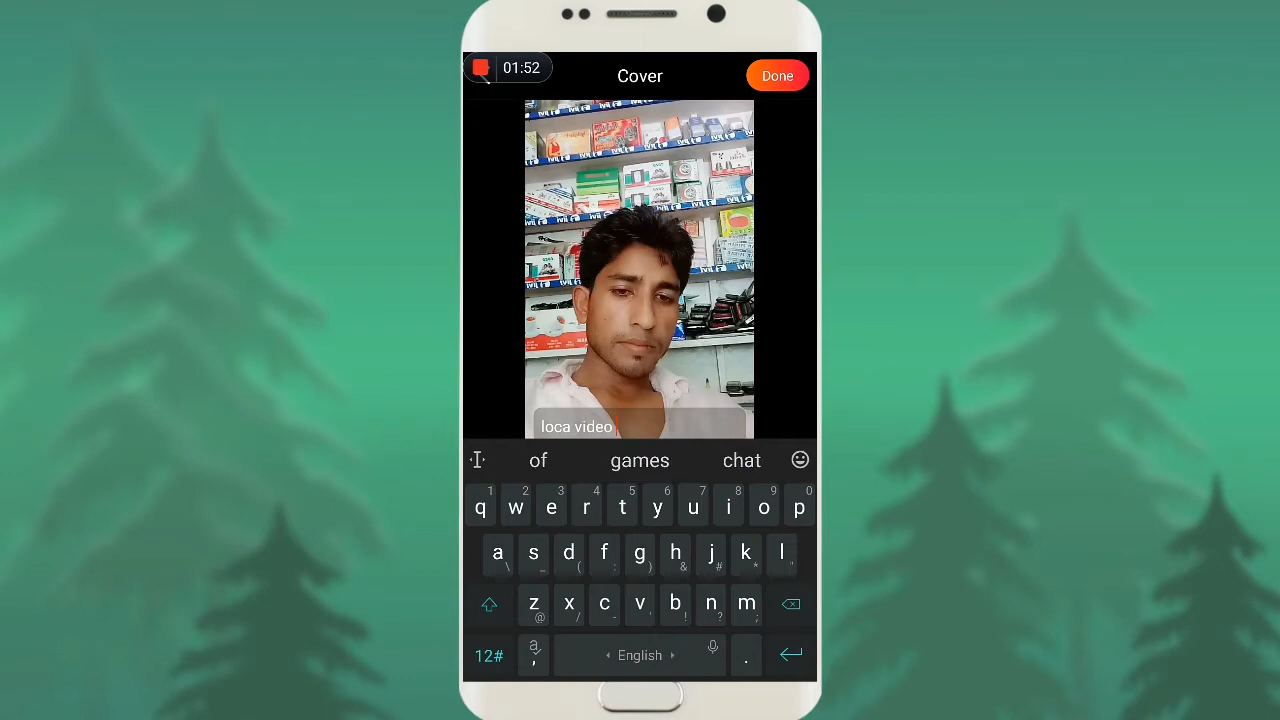 01:52
Cover
Done
loca video
of games chat
1 2 3 4 5 6 7 8 9 0
q w e r t y u i o p
a s d f g h j k l
\ _ ( : ) & # * "
z x c v b n m
@ / - ' ! ? ;
12# , English .